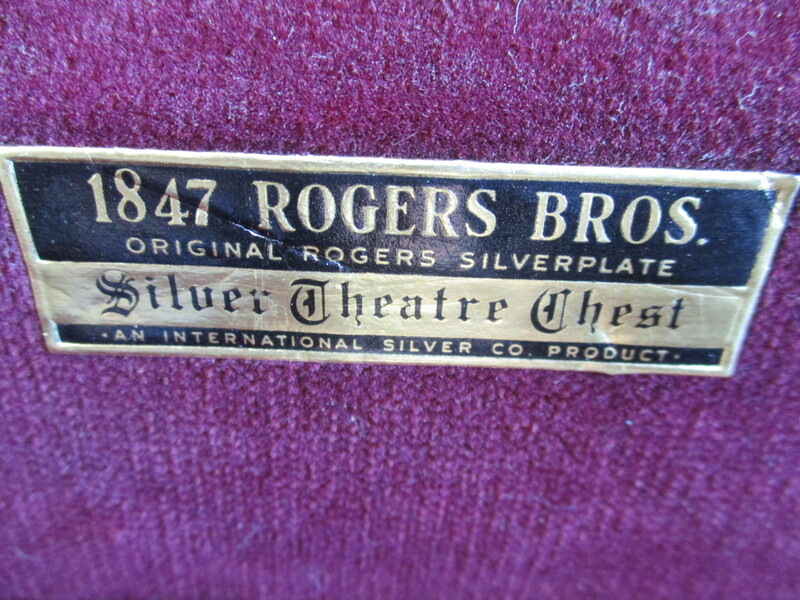 1847 ROGERS BROS.
ORIGINAL ROGERS SILVERPLATE
Silver Theatre Chest
·AN INTERNATIONAL SILVER CO. PRODUCT·